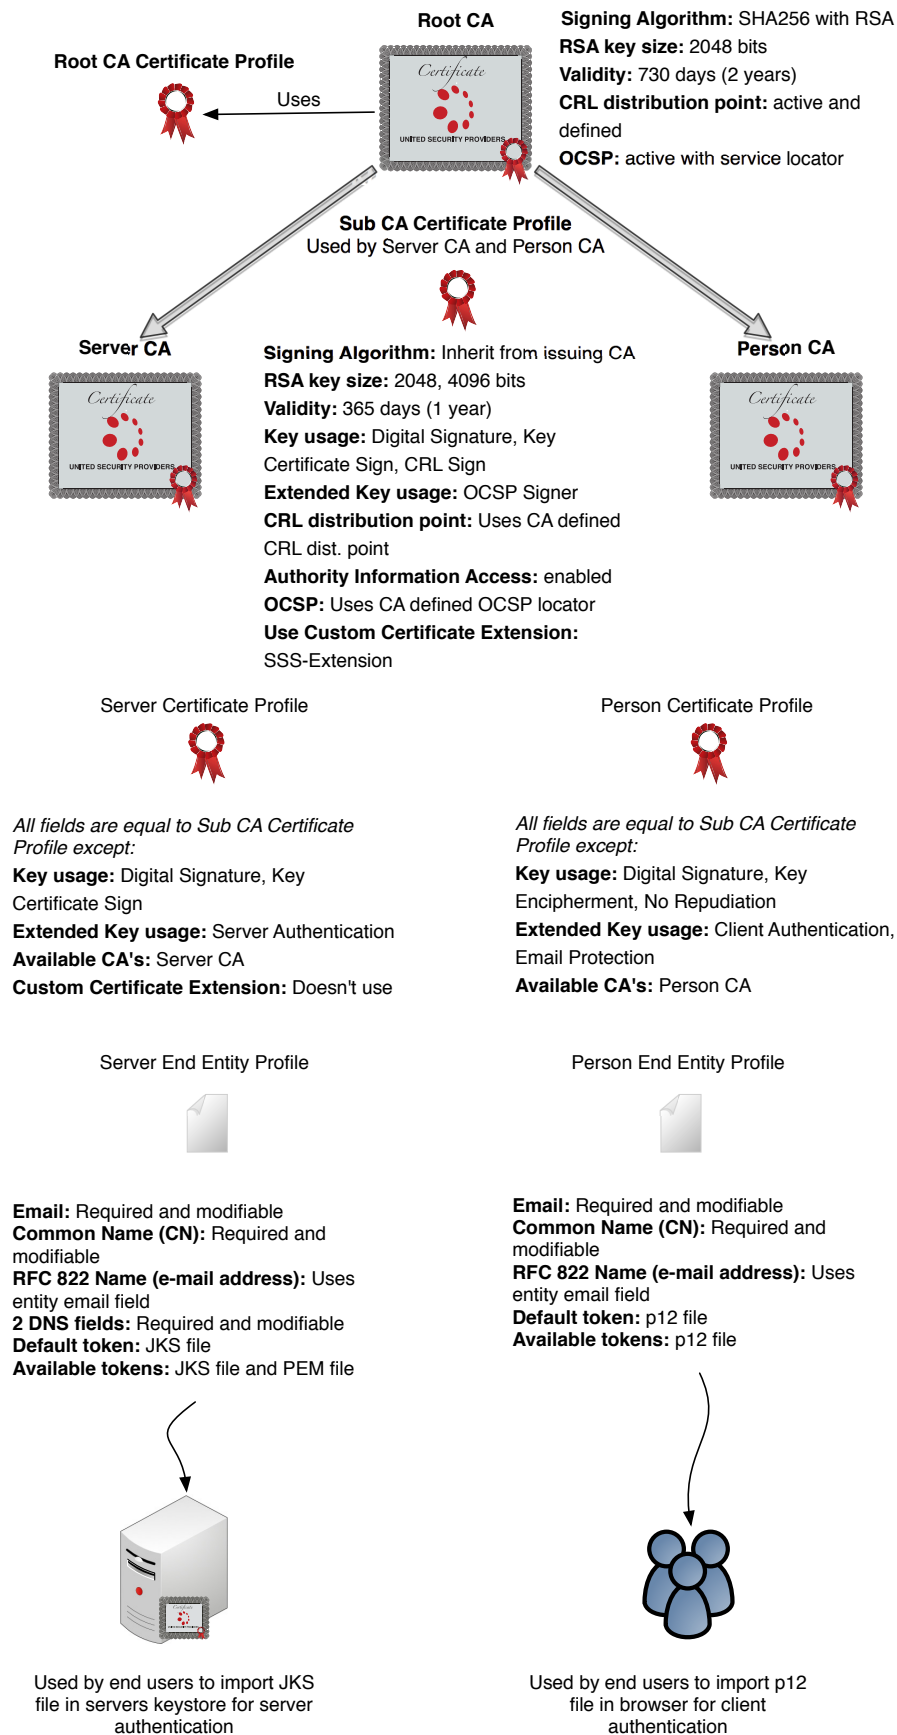 Root CA
Signing Algorithm: SHA256 with RSA
RSA key size: 2048 bits
Validity: 730 days (2 years)
CRL distribution point: active and
defined
OCSP: active with service locator
Root CA Certificate Profile
Uses
Certificate
UNITED SECURITY PROVIDERS
Sub CA Certificate Profile
Used by Server CA and Person CA
Server CA
Certificate
UNITED SECURITY PROVIDERS
Signing Algorithm: Inherit from issuing CA
RSA key size: 2048, 4096 bits
Validity: 365 days (1 year)
Key usage: Digital Signature, Key
Certificate Sign, CRL Sign
Extended Key usage: OCSP Signer
CRL distribution point: Uses CA defined
CRL dist. point
Authority Information Access: enabled
OCSP: Uses CA defined OCSP locator
Use Custom Certificate Extension:
SSS-Extension
Person CA
Certificate
UNITED SECURITY PROVIDERS
Server Certificate Profile
All fields are equal to Sub CA Certificate
Profile except:
Key usage: Digital Signature, Key
Certificate Sign
Extended Key usage: Server Authentication
Available CA's: Server CA
Custom Certificate Extension: Doesn't use
Person Certificate Profile
All fields are equal to Sub CA Certificate
Profile except:
Key usage: Digital Signature, Key
Encipherment, No Repudiation
Extended Key usage: Client Authentication,
Email Protection
Available CA's: Person CA
Server End Entity Profile
Email: Required and modifiable
Common Name (CN): Required and
modifiable
RFC 822 Name (e-mail address): Uses
entity email field
2 DNS fields: Required and modifiable
Default token: JKS file
Available tokens: JKS file and PEM file
Person End Entity Profile
Email: Required and modifiable
Common Name (CN): Required and
modifiable
RFC 822 Name (e-mail address): Uses
entity email field
Default token: p12 file
Available tokens: p12 file
Certificate
UNITED SECURITY PROVIDERS
Used by end users to import JKS
file in servers keystore for server
authentication
Used by end users to import p12
file in browser for client
authentication